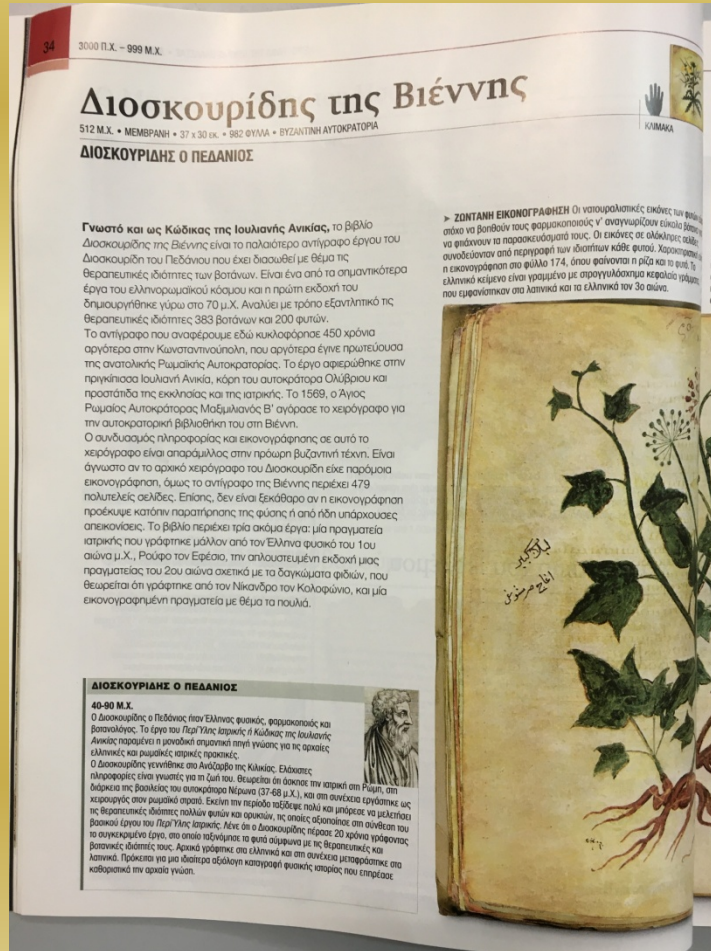 34
3000 Π.Χ. – 999 Μ.Χ.
Διοσκουρίδης της Βιέννης
512 Μ.Χ. • ΜΕΜΒΡΑΝΗ • 37 x 30 εκ. • 982 ΦΥΛΛΑ • ΒΥΖΑΝΤΙΝΗ ΑΥΤΟΚΡΑΤΟΡΙΑ
ΔΙΟΣΚΟΥΡΙΔΗΣ Ο ΠΕΔΑΝΙΟΣ
ΚΛΙΜΑΚΑ
Γνωστό και ως Κώδικας της Ιουλιανής Ανικίας, το βιβλίο
Διοσκουρίδης της Βιέννης είναι το παλαιότερο αντίγραφο έργου του
Διοσκουρίδη του Πεδάνιου που έχει διασωθεί με θέμα τις
θεραπευτικές ιδιότητες των βοτάνων. Είναι ένα από τα σημαντικότερα
έργα του ελληνορωμαϊκού κόσμου και η πρώτη εκδοχή του
δημιουργήθηκε γύρω στο 70 μ.Χ. Αναλύει με τρόπο εξαντλητικό τις
θεραπευτικές ιδιότητες 383 βοτάνων και 200 φυτών.
Το αντίγραφο που αναφέρουμε εδώ κυκλοφόρησε 450 χρόνια
αργότερα στην Κωνσταντινούπολη, που αργότερα έγινε πρωτεύουσα
της ανατολικής Ρωμαϊκής Αυτοκρατορίας. Το έργο αφιερώθηκε στην
πριγκίπισσα Ιουλιανή Ανικία, κόρη του αυτοκράτορα Ολύβριου και
προστάτιδα της εκκλησίας και της ιατρικής. Το 1569, ο Άγιος
Ρωμαίος Αυτοκράτορας Μαξιμιλιανός Β' αγόρασε το χειρόγραφο για
την αυτοκρατορική βιβλιοθήκη του στη Βιέννη.
Ο συνδυασμός πληροφορίας και εικονογράφησης σε αυτό το
χειρόγραφο είναι απαράμιλλος στην πρόωρη βυζαντινή τέχνη. Είναι
άγνωστο αν το αρχικό χειρόγραφο του Διοσκουρίδη είχε παρόμοια
εικονογράφηση, όμως το αντίγραφο της Βιέννης περιέχει 479
πολυτελείς σελίδες. Επίσης, δεν είναι ξεκάθαρο αν η εικονογράφηση
προέκυψε κατόπιν παρατήρησης της φύσης ή από ήδη υπάρχουσες
απεικονίσεις. Το βιβλίο περιέχει τρία ακόμα έργα: μία πραγματεία
ιατρικής που γράφτηκε μάλλον από τον Έλληνα φυσικό του 1ου
αιώνα μ.Χ., Ρούφο τον Εφέσιο, την απλουστευμένη εκδοχή μιας
πραγματείας του 2ου αιώνα σχετικά με τα δαγκώματα φιδιών, που
θεωρείται ότι γράφτηκε από τον Νίκανδρο τον Κολοφώνιο, και μία
εικονογραφημένη πραγματεία με θέμα τα πουλιά.
➤ ΖΩΝΤΑΝΗ ΕΙΚΟΝΟΓΡΑΦΗΣΗ Οι νατουραλιστικές εικόνες των φυτών
στόχο να βοηθούν τους φαρμακοποιούς ν' αναγνωρίζουν εύκολα βότανα
να φτιάχνουν τα παρασκευάσματά τους. Οι εικόνες σε ολόκληρες σελίδες
συνοδεύονταν από περιγραφή των ιδιοτήτων κάθε φυτού. Χαρακτηριστική
η εικονογράφηση στο φύλλο 174, όπου φαίνονται η ρίζα και το φυτό. Το
ελληνικό κείμενο είναι γραμμένο με στρογγυλόσχημα κεφαλαία γράμματα
που εμφανίστηκαν στα λατινικά και τα ελληνικά τον 3ο αιώνα.
ΔΙΟΣΚΟΥΡΙΔΗΣ Ο ΠΕΔΑΝΙΟΣ
40-90 Μ.Χ.
Ο Διοσκουρίδης ο Πεδάνιος ήταν Έλληνας φυσικός, φαρμακοποιός και
βοτανολόγος. Το έργο του Περί Ύλης Ιατρικής ή Κώδικας της Ιουλιανής
Ανικίας παραμένει η μοναδική σημαντική πηγή γνώσης για τις αρχαίες
ελληνικές και ρωμαϊκές ιατρικές πρακτικές.
Ο Διοσκουρίδης γεννήθηκε στο Ανάζαρβο της Κιλικίας. Ελάχιστες
πληροφορίες είναι γνωστές για τη ζωή του. Θεωρείται ότι άσκησε την ιατρική στη Ρώμη, στη
διάρκεια της βασιλείας του αυτοκράτορα Νέρωνα (37-68 μ.Χ.), και στη συνέχεια εργάστηκε ως
χειρουργός στον ρωμαϊκό στρατό. Εκείνη την περίοδο ταξίδεψε πολύ και μπόρεσε να μελετήσει
τις θεραπευτικές ιδιότητες πολλών φυτών και ορυκτών, τις οποίες αξιοποίησε στη σύνθεση του
βασικού έργου του Περί Ύλης Ιατρικής. Λένε ότι ο Διοσκουρίδης πέρασε 20 χρόνια γράφοντας
το συγκεκριμένο έργο, στο οποίο ταξινόμησε τα φυτά σύμφωνα με τις θεραπευτικές και
βοτανικές ιδιότητές τους. Αρχικά γράφτηκε στα ελληνικά και στη συνέχεια μεταφράστηκε στα
λατινικά. Πρόκειται για μια ιδιαίτερα αξιόλογη καταγραφή φυσικής ιστορίας που επηρέασε
καθοριστικά την αρχαία γνώση.